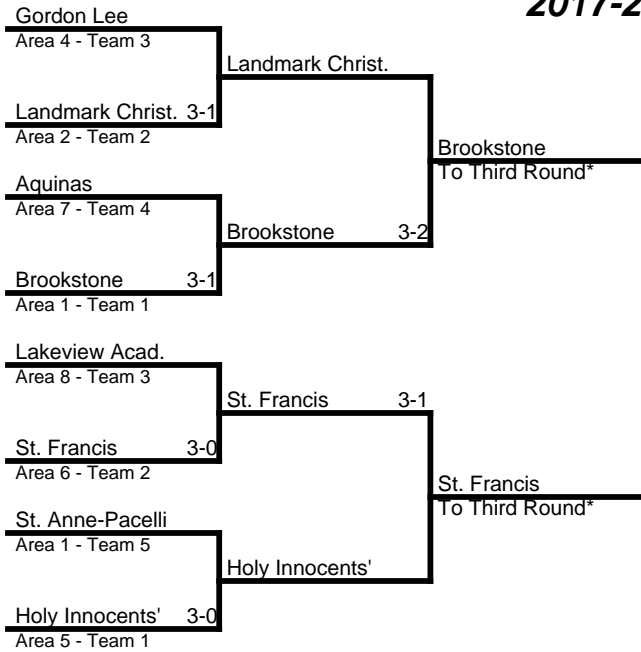 2017-2
Gordon Lee
Area 4 - Team 3
Landmark Christ.
Landmark Christ. 3-1
Area 2 - Team 2
Brookstone
To Third Round*
Aquinas
Area 7 - Team 4
Brookstone 3-2
Brookstone 3-1
Area 1 - Team 1
Lakeview Acad.
Area 8 - Team 3
St. Francis 3-1
St. Francis 3-0
Area 6 - Team 2
St. Francis
To Third Round*
St. Anne-Pacelli
Area 1 - Team 5
Holy Innocents'
Holy Innocents' 3-0
Area 5 - Team 1